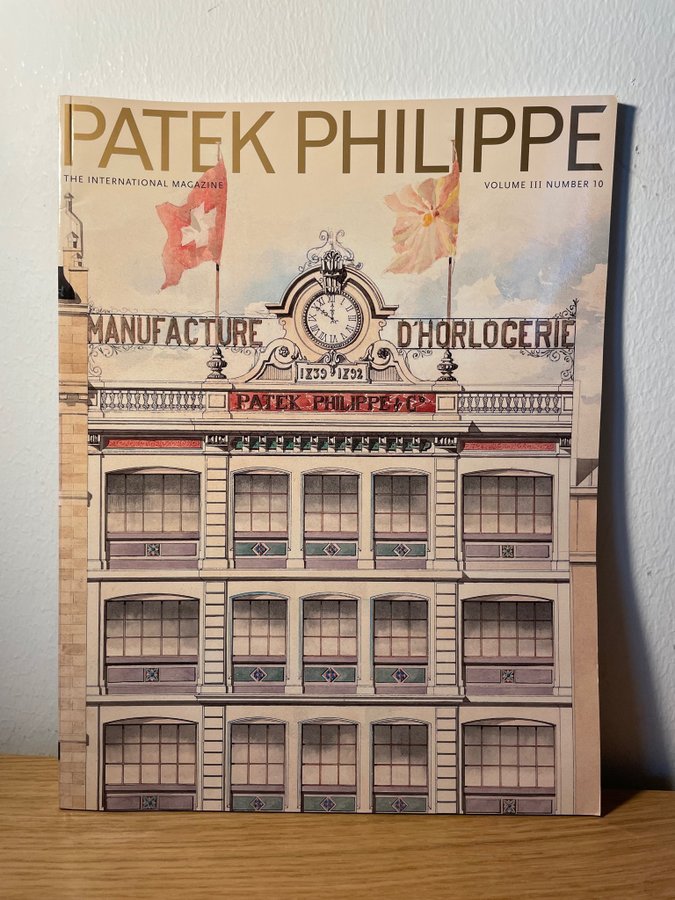 PATEK PHILIPPE
THE INTERNATIONAL MAGAZINE
VOLUME III NUMBER 10
MANUFACTURE D'HORLOGERIE
1839 1892
PATEK PHILIPPE & Cº